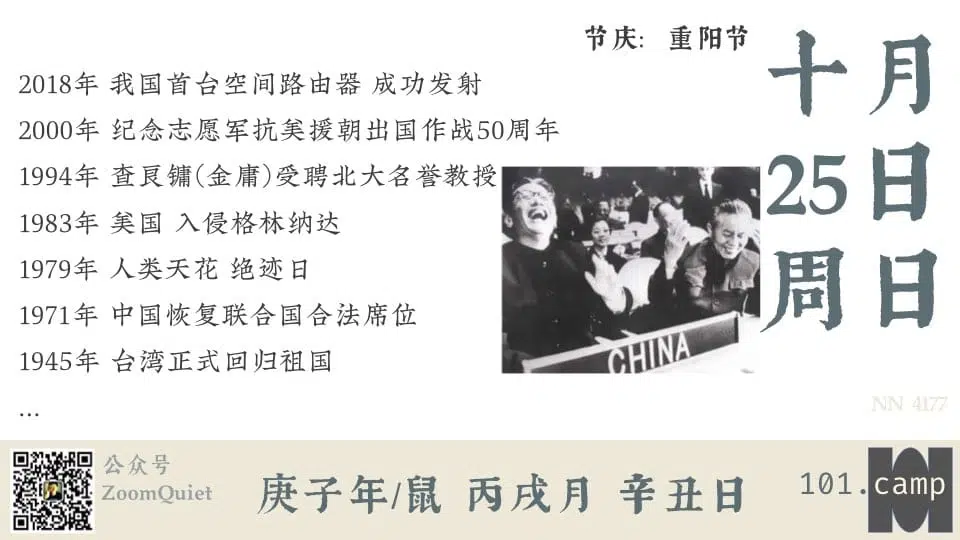 节庆: 重阳节
十月
25日
周日
2018年 我国首台空间路由器 成功发射
2000年 纪念志愿军抗美援朝出国作战50周年
1994年 查良镛(金庸)受聘北大名誉教授
1983年 美国 入侵格林纳达
1979年 人类天花 绝迹日
1971年 中国恢复联合国合法席位
1945年 台湾正式回归祖国
...
CHINA
NN 4177
公众号
ZoomQuiet
庚子年/鼠 丙戌月 辛丑日
101.camp